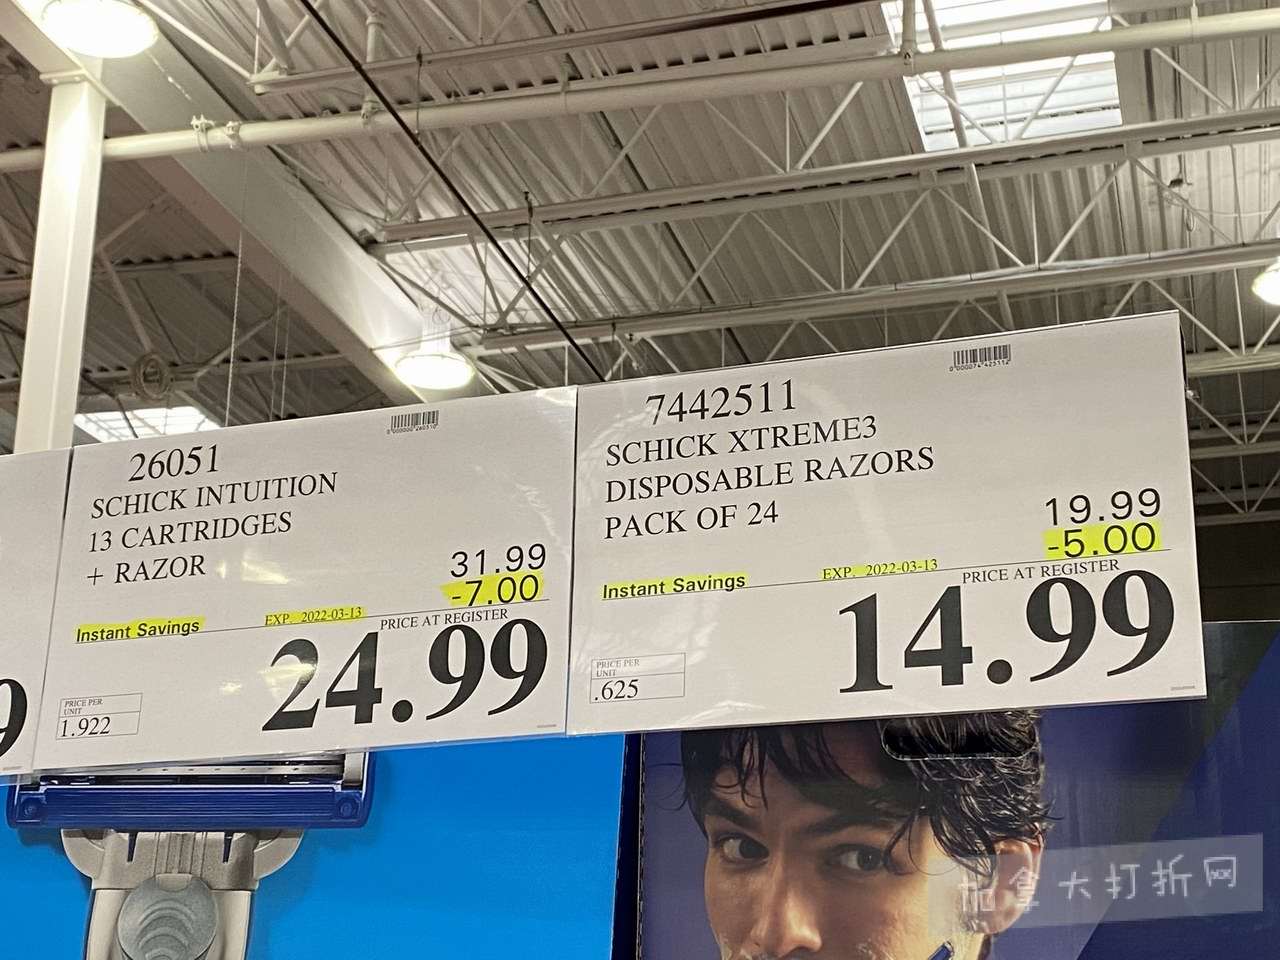 9
26051
SCHICK INTUITION
13 CARTRIDGES
+ RAZOR
31.99
-7.00
Instant Savings
EXP. 2022-03-13
PRICE AT REGISTER
24.99
PRICE PER
UNIT
1.922
7442511
SCHICK XTREME3
DISPOSABLE RAZORS
PACK OF 24
19.99
-5.00
Instant Savings
EXP. 2022-03-13
PRICE AT REGISTER
14.99
PRICE PER
UNIT
.625
加拿大打折网